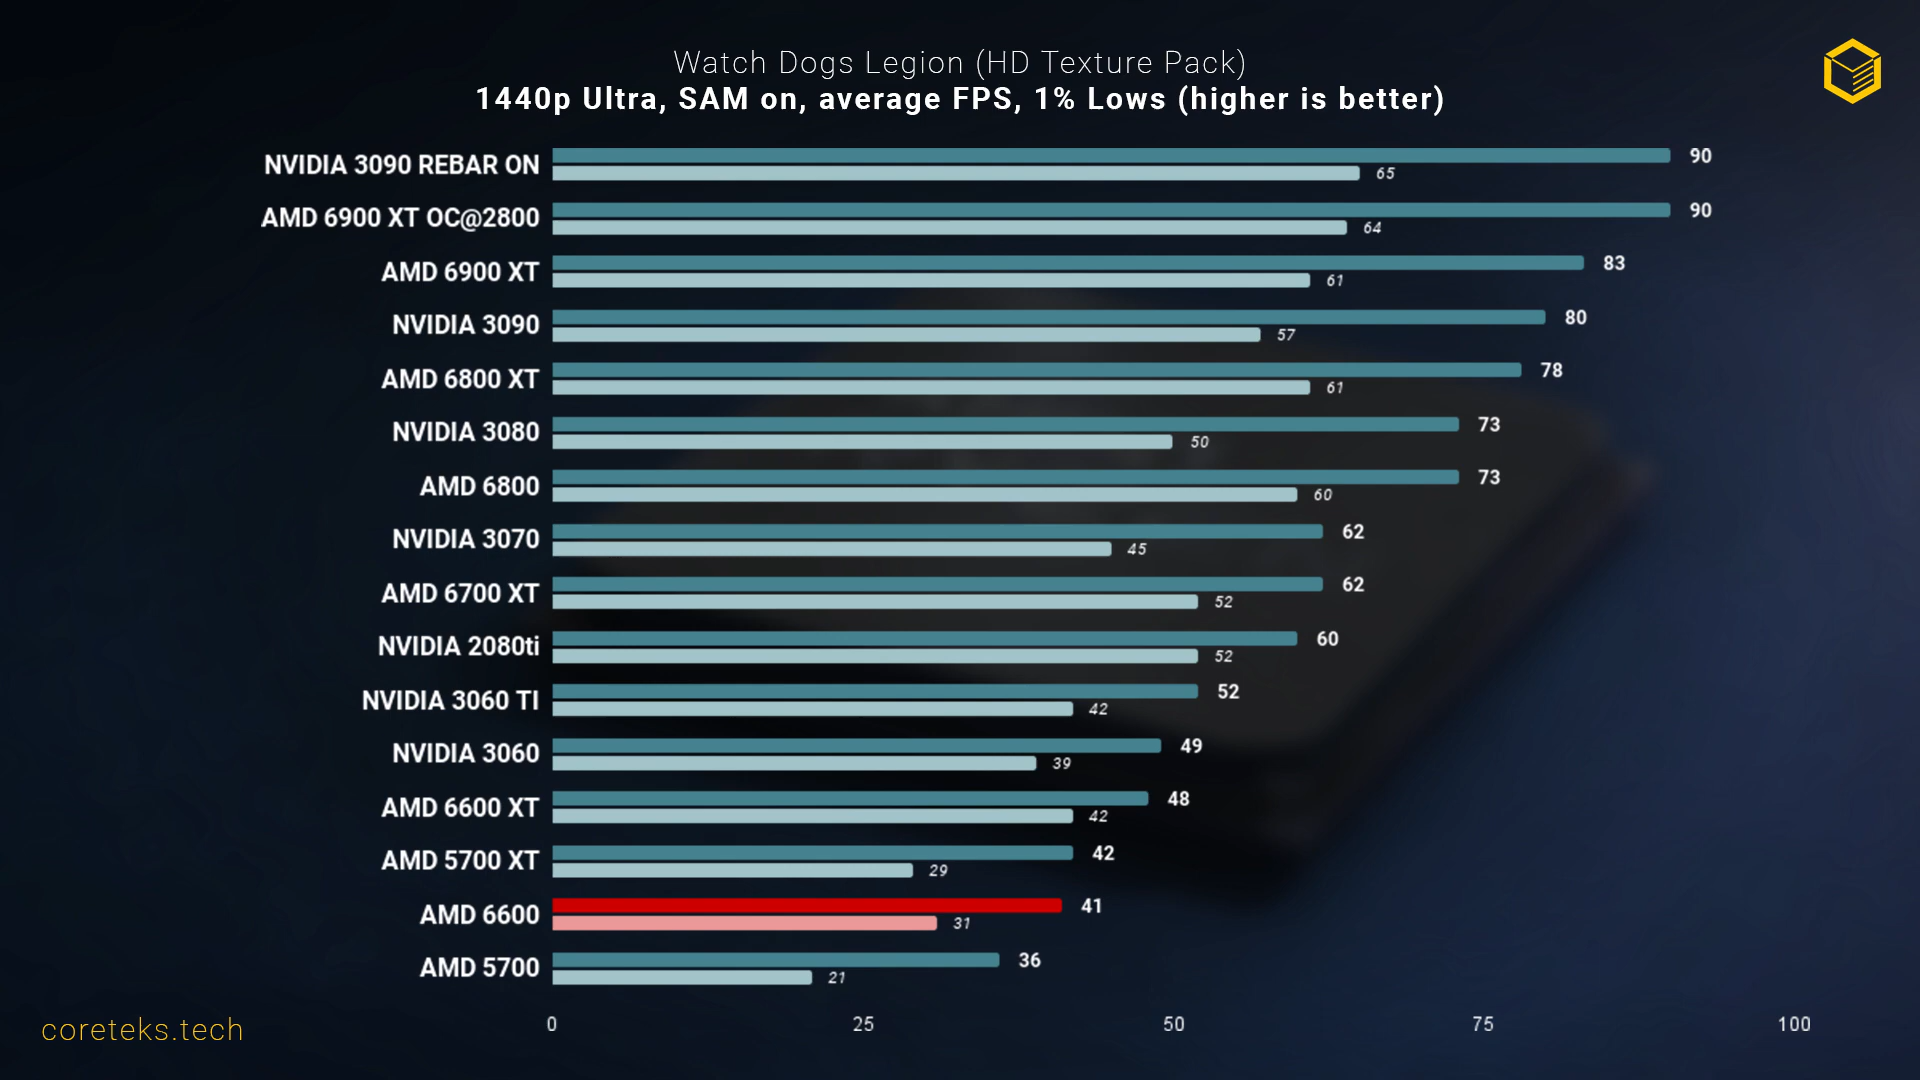 Watch Dogs Legion (HD Texture Pack)
1440p Ultra, SAM on, average FPS, 1% Lows (higher is better)
NVIDIA 3090 REBAR ON 90
65
AMD 6900 XT OC@2800 90
64
AMD 6900 XT 83
61
NVIDIA 3090 80
57
AMD 6800 XT 78
61
NVIDIA 3080 73
50
AMD 6800 73
60
NVIDIA 3070 62
45
AMD 6700 XT 62
52
NVIDIA 2080ti 60
52
NVIDIA 3060 TI 52
42
NVIDIA 3060 49
39
AMD 6600 XT 48
42
AMD 5700 XT 42
29
AMD 6600 41
31
AMD 5700 36
21
0 25 50 75 100
coreteks.tech